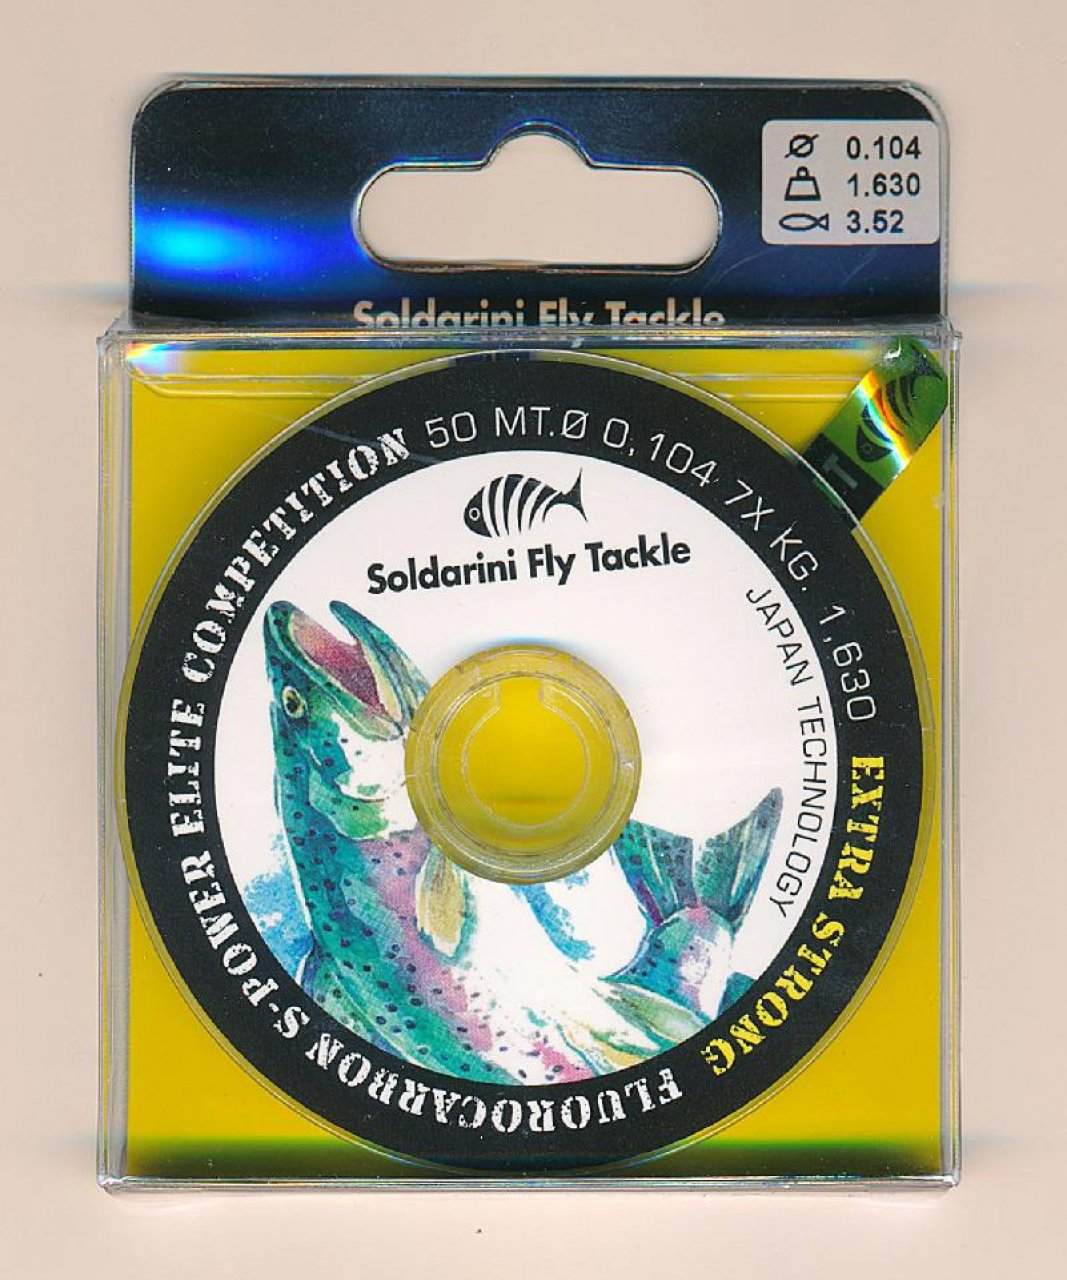 0.104
1.630
3.52
Soldarini Fly Tackle
50 MT.Ø 0,104 7X KG. 1,630
EXTRA STRONG
FLUOROCARBON S-POWER ELITE COMPETITION
Soldarini Fly Tackle
JAPAN TECHNOLOGY